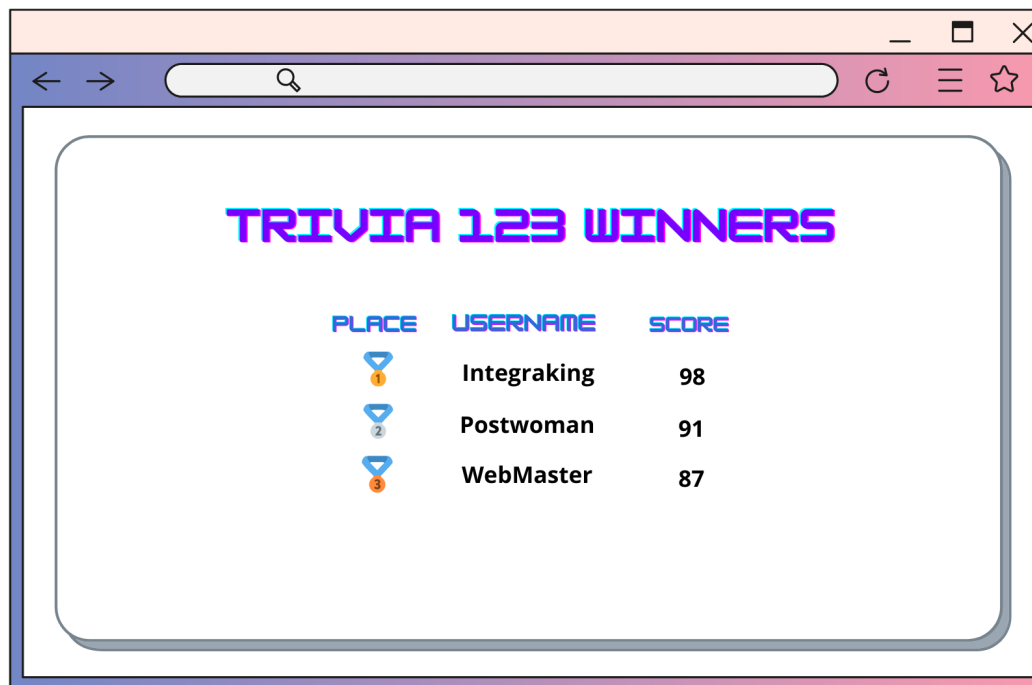 TRIVIA 123 WINNERS
PLACE USERNAME SCORE
1 Integraking 98
2 Postwoman 91
3 WebMaster 87